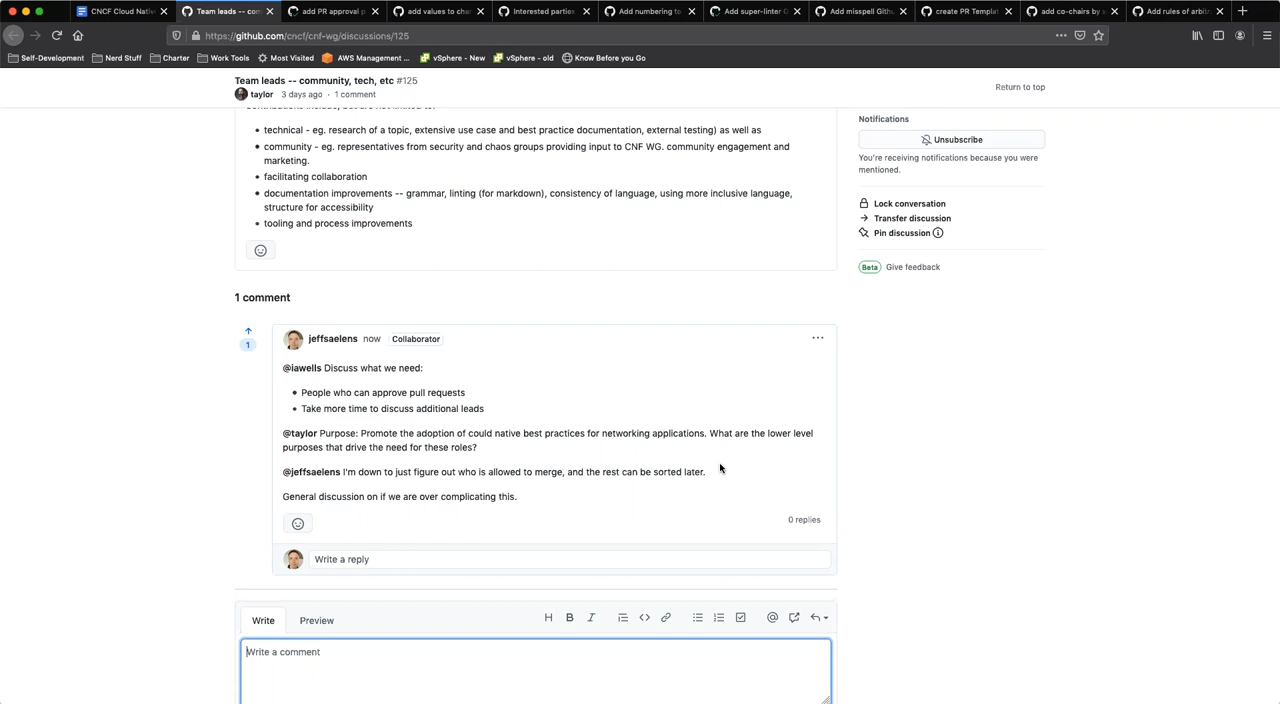 CNCF Cloud Nativ
Team leads -- com
add PR approval p
add values to char
Interested parties
Add numbering to
Add super-linter G
Add misspell Githu
create PR Templat
add co-chairs by a
Add rules of arbitra
https://github.com/cncf/cnf-wg/discussions/125
Self-Development
Nerd Stuff
Charter
Work Tools
Most Visited
AWS Management ...
vSphere - New
vSphere - old
Know Before you Go
Team leads -- community, tech, etc #125
taylor 3 days ago · 1 comment
Return to top
Contributions include, but are not limited to:
• technical - eg. research of a topic, extensive use case and best practice documentation, external testing) as well as
• community - eg. representatives from security and chaos groups providing input to CNF WG. community engagement and
marketing.
• facilitating collaboration
• documentation improvements -- grammar, linting (for markdown), consistency of language, using more inclusive language,
structure for accessibility
• tooling and process improvements
Notifications
Unsubscribe
You're receiving notifications because you were
mentioned.
Lock conversation
Transfer discussion
Pin discussion
Beta Give feedback
1 comment
1
jeffsaelens now Collaborator
@iawells Discuss what we need:
• People who can approve pull requests
• Take more time to discuss additional leads
@taylor Purpose: Promote the adoption of could native best practices for networking applications. What are the lower level
purposes that drive the need for these roles?
@jeffsaelens I'm down to just figure out who is allowed to merge, and the rest can be sorted later.
General discussion on if we are over complicating this.
0 replies
Write a reply
Write
Preview
Write a comment